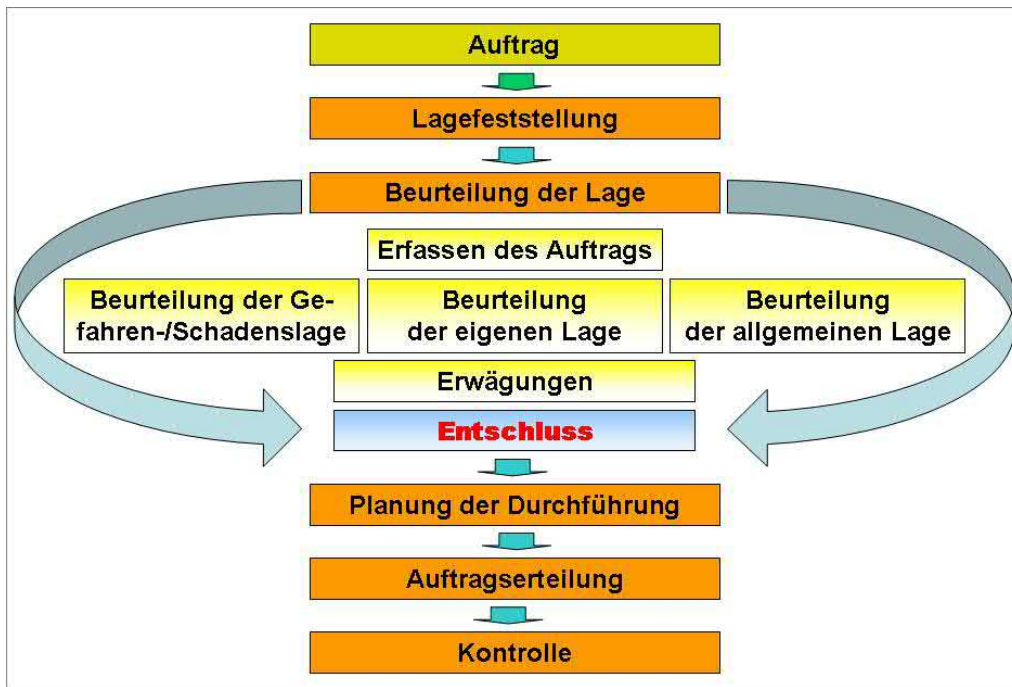 Auftrag
Lagefeststellung
Beurteilung der Lage
Erfassen des Auftrags
Beurteilung der Ge-
fahren-/Schadenslage
Beurteilung
der eigenen Lage
Beurteilung
der allgemeinen Lage
Erwägungen
Entschluss
Planung der Durchführung
Auftragserteilung
Kontrolle